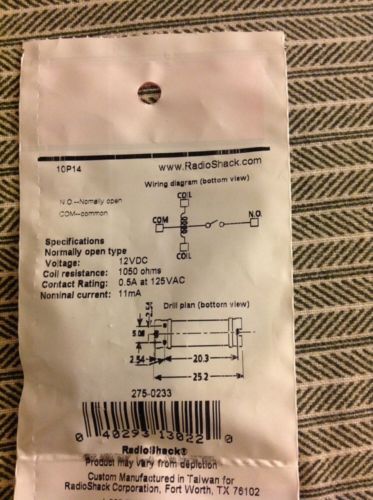 10P14
www.RadioShack.com
Wiring diagram (bottom view)
N.O.--Nomally open
COM--common
COIL
COM
N.O.
COIL
Specifications
Normally open type
Voltage: 12VDC
Coil resistance: 1050 ohms
Contact Rating: 0.5A at 125VAC
Nominal current: 11mA
Drill plan (bottom view)
2.54
5.08
2.54
20.3
25.2
275-0233
0 40293 13022 0
RadioShack®
Product may vary from depiction
Custom Manufactured in Taiwan for
RadioShack Corporation, Fort Worth, TX 76102